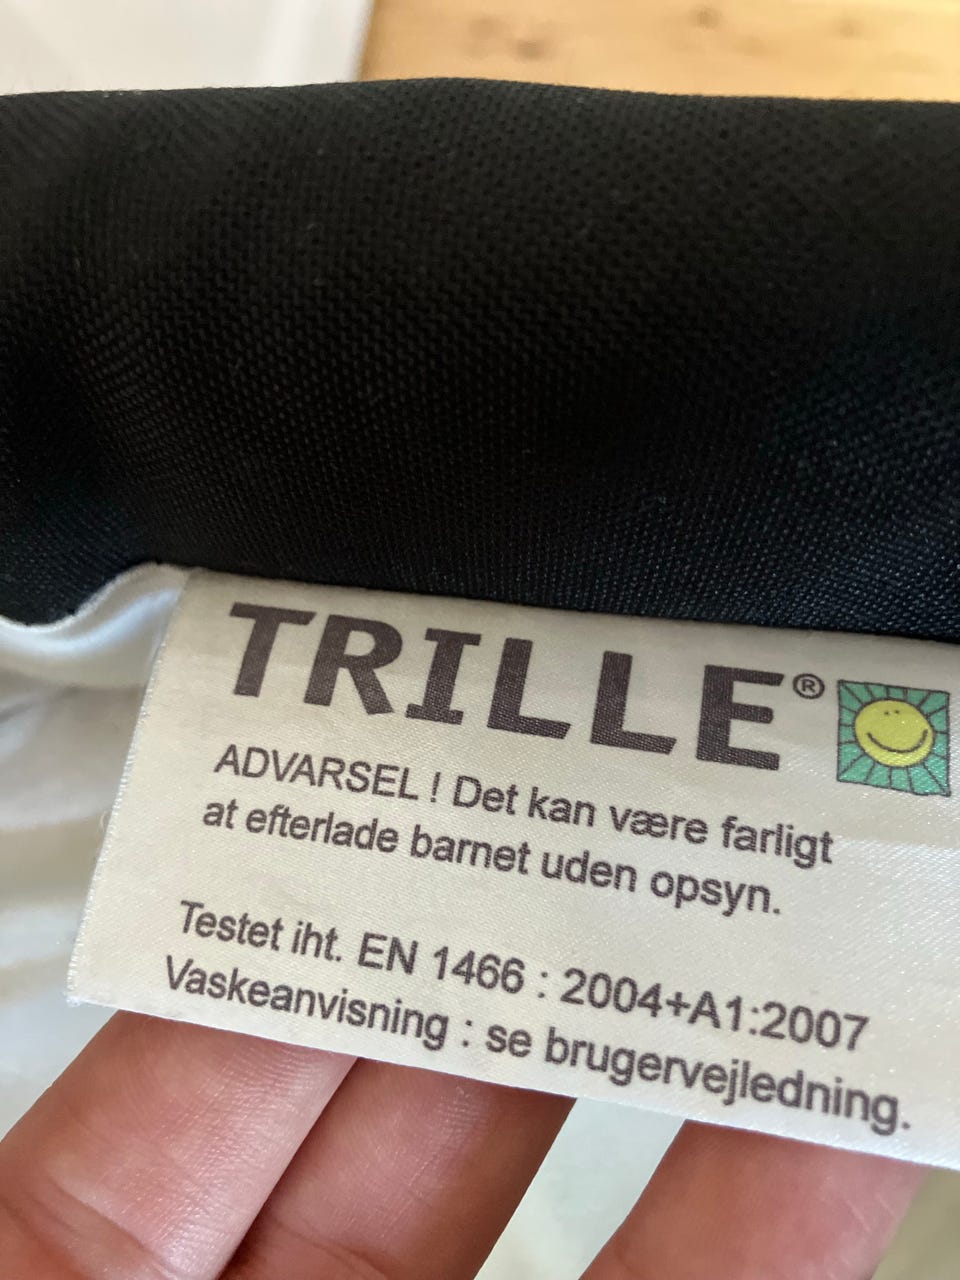 TRILLE®
ADVARSEL ! Det kan være farligt
at efterlade barnet uden opsyn.
Testet iht. EN 1466 : 2004+A1:2007
Vaskeanvisning : se brugervejledning.